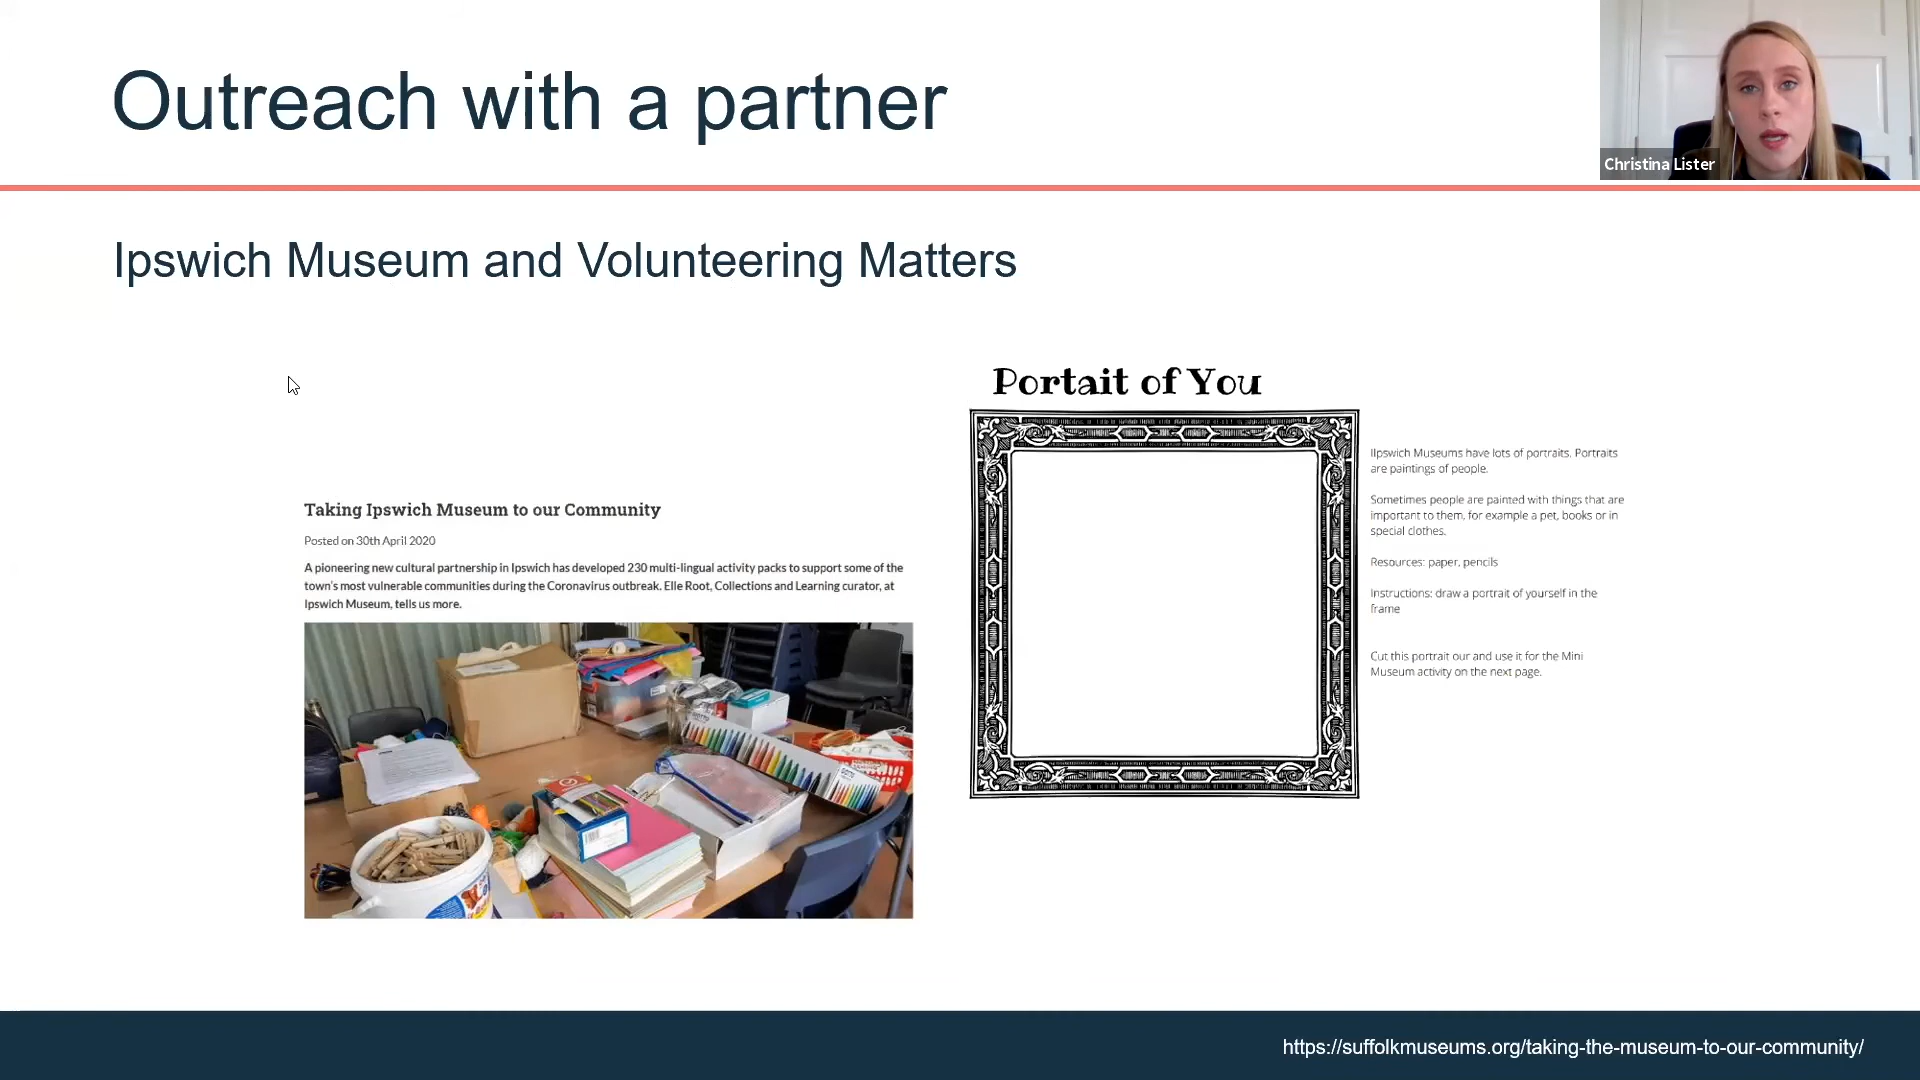 Outreach with a partner
Christina Lister
Ipswich Museum and Volunteering Matters
Taking Ipswich Museum to our Community
Posted on 30th April 2020
A pioneering new cultural partnership in Ipswich has developed 230 multi-lingual activity packs to support some of the
town's most vulnerable communities during the Coronavirus outbreak. Elle Root, Collections and Learning curator, at
Ipswich Museum, tells us more.
Portait of You
IIpswich Museums have lots of portraits. Portraits
are paintings of people.
Sometimes people are painted with things that are
important to them, for example a pet, books or in
special clothes.
Resources: paper, pencils
Instructions: draw a portrait of yourself in the
frame
Cut this portrait our and use it for the Mini
Museum activity on the next page.
https://suffolkmuseums.org/taking-the-museum-to-our-community/